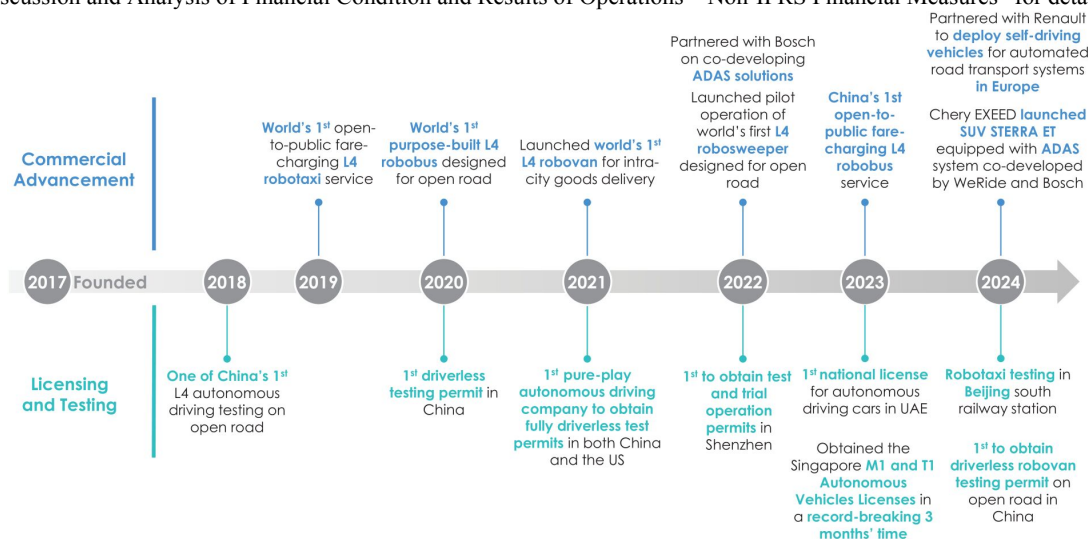 scussion and Analysis of Financial Condition and Results of Operations—Non-IFRS Financial Measures" for deta
Commercial
Advancement
World's 1st open-
to-public fare-
charging L4
robotaxi service
World's 1st
purpose-built L4
robobus designed
for open road
Launched world's 1st
L4 robovan for intra-
city goods delivery
Partnered with Bosch
on co-developing
ADAS solutions
Launched pilot
operation of
world's first L4
robosweeper
designed for open
road
China's 1st
open-to-
public fare-
charging L4
robobus
service
Partnered with Renault
to deploy self-driving
vehicles for automated
road transport systems
in Europe
Chery EXEED launched
SUV STERRA ET
equipped with ADAS
system co-developed
by WeRide and Bosch
2017 Founded 2018 2019 2020 2021 2022 2023 2024
Licensing
and Testing
One of China's 1st
L4 autonomous
driving testing on
open road
1st driverless
testing permit in
China
1st pure-play
autonomous driving
company to obtain
fully driverless test
permits in both China
and the US
1st to obtain test
and trial
operation
permits in
Shenzhen
1st national license
for autonomous
driving cars in UAE
Obtained the
Singapore M1 and T1
Autonomous
Vehicles Licenses in
a record-breaking 3
months' time
Robotaxi testing in
Beijing south
railway station
1st to obtain
driverless robovan
testing permit on
open road in
China